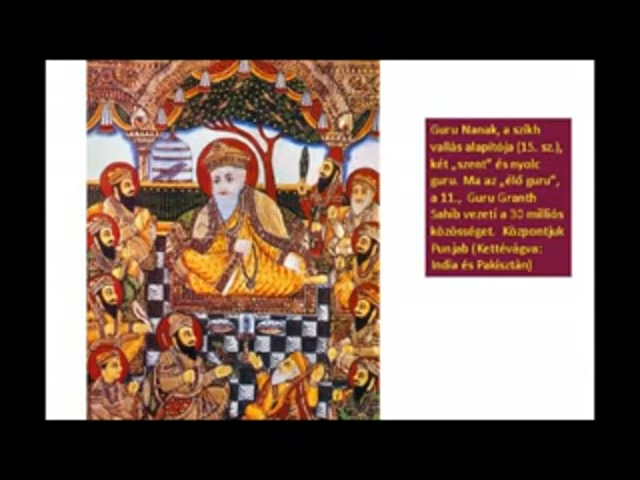 Guru Nanak, a szikh
vallás alapítója (15. sz.),
két „szent” és nyolc
guru. Ma az „élő guru”,
a 11., Guru Granth
Sahib vezeti a 30 milliós
közösséget. Központjuk
Punjab (Kettévágva:
India és Pakisztán)